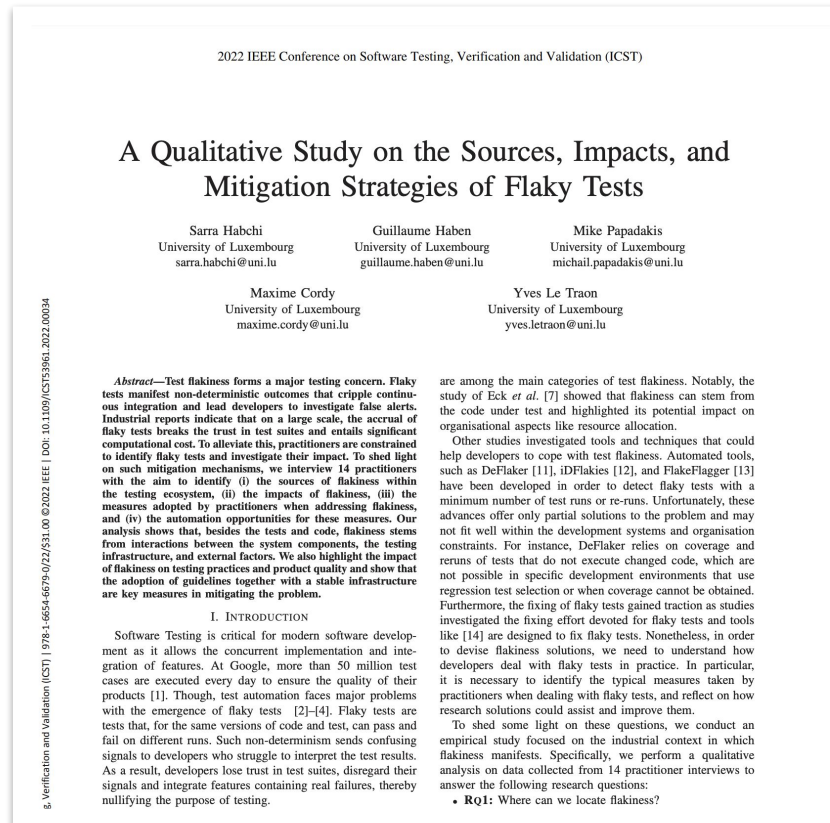 2022 IEEE Conference on Software Testing, Verification and Validation (ICST)
A Qualitative Study on the Sources, Impacts, and
Mitigation Strategies of Flaky Tests
Sarra Habchi
University of Luxembourg
sarra.habchi@uni.lu
Guillaume Haben
University of Luxembourg
guillaume.haben@uni.lu
Mike Papadakis
University of Luxembourg
michail.papadakis@uni.lu
Maxime Cordy
University of Luxembourg
maxime.cordy@uni.lu
Yves Le Traon
University of Luxembourg
yves.letraon@uni.lu
g, Verification and Validation (ICST) | 978-1-6654-6679-0/22/$31.00 ©2022 IEEE | DOI: 10.1109/ICST53961.2022.00034
Abstract—Test flakiness forms a major testing concern. Flaky
tests manifest non-deterministic outcomes that cripple continu-
ous integration and lead developers to investigate false alerts.
Industrial reports indicate that on a large scale, the accrual of
flaky tests breaks the trust in test suites and entails significant
computational cost. To alleviate this, practitioners are constrained
to identify flaky tests and investigate their impact. To shed light
on such mitigation mechanisms, we interview 14 practitioners
with the aim to identify (i) the sources of flakiness within
the testing ecosystem, (ii) the impacts of flakiness, (iii) the
measures adopted by practitioners when addressing flakiness,
and (iv) the automation opportunities for these measures. Our
analysis shows that, besides the tests and code, flakiness stems
from interactions between the system components, the testing
infrastructure, and external factors. We also highlight the impact
of flakiness on testing practices and product quality and show that
the adoption of guidelines together with a stable infrastructure
are key measures in mitigating the problem.
I. INTRODUCTION
Software Testing is critical for modern software develop-
ment as it allows the concurrent implementation and inte-
gration of features. At Google, more than 50 million test
cases are executed every day to ensure the quality of their
products [1]. Though, test automation faces major problems
with the emergence of flaky tests [2]–[4]. Flaky tests are
tests that, for the same versions of code and test, can pass and
fail on different runs. Such non-determinism sends confusing
signals to developers who struggle to interpret the test results.
As a result, developers lose trust in test suites, disregard their
signals and integrate features containing real failures, thereby
nullifying the purpose of testing.
are among the main categories of test flakiness. Notably, the
study of Eck et al. [7] showed that flakiness can stem from
the code under test and highlighted its potential impact on
organisational aspects like resource allocation.
Other studies investigated tools and techniques that could
help developers to cope with test flakiness. Automated tools,
such as DeFlaker [11], iDFlakies [12], and FlakeFlagger [13]
have been developed in order to detect flaky tests with a
minimum number of test runs or re-runs. Unfortunately, these
advances offer only partial solutions to the problem and may
not fit well within the development systems and organisation
constraints. For instance, DeFlaker relies on coverage and
reruns of tests that do not execute changed code, which are
not possible in specific development environments that use
regression test selection or when coverage cannot be obtained.
Furthermore, the fixing of flaky tests gained traction as studies
investigated the fixing effort devoted for flaky tests and tools
like [14] are designed to fix flaky tests. Nonetheless, in order
to devise flakiness solutions, we need to understand how
developers deal with flaky tests in practice. In particular,
it is necessary to identify the typical measures taken by
practitioners when dealing with flaky tests, and reflect on how
research solutions could assist and improve them.
To shed some light on these questions, we conduct an
empirical study focused on the industrial context in which
flakiness manifests. Specifically, we perform a qualitative
analysis on data collected from 14 practitioner interviews to
answer the following research questions:
• RQ1: Where can we locate flakiness?